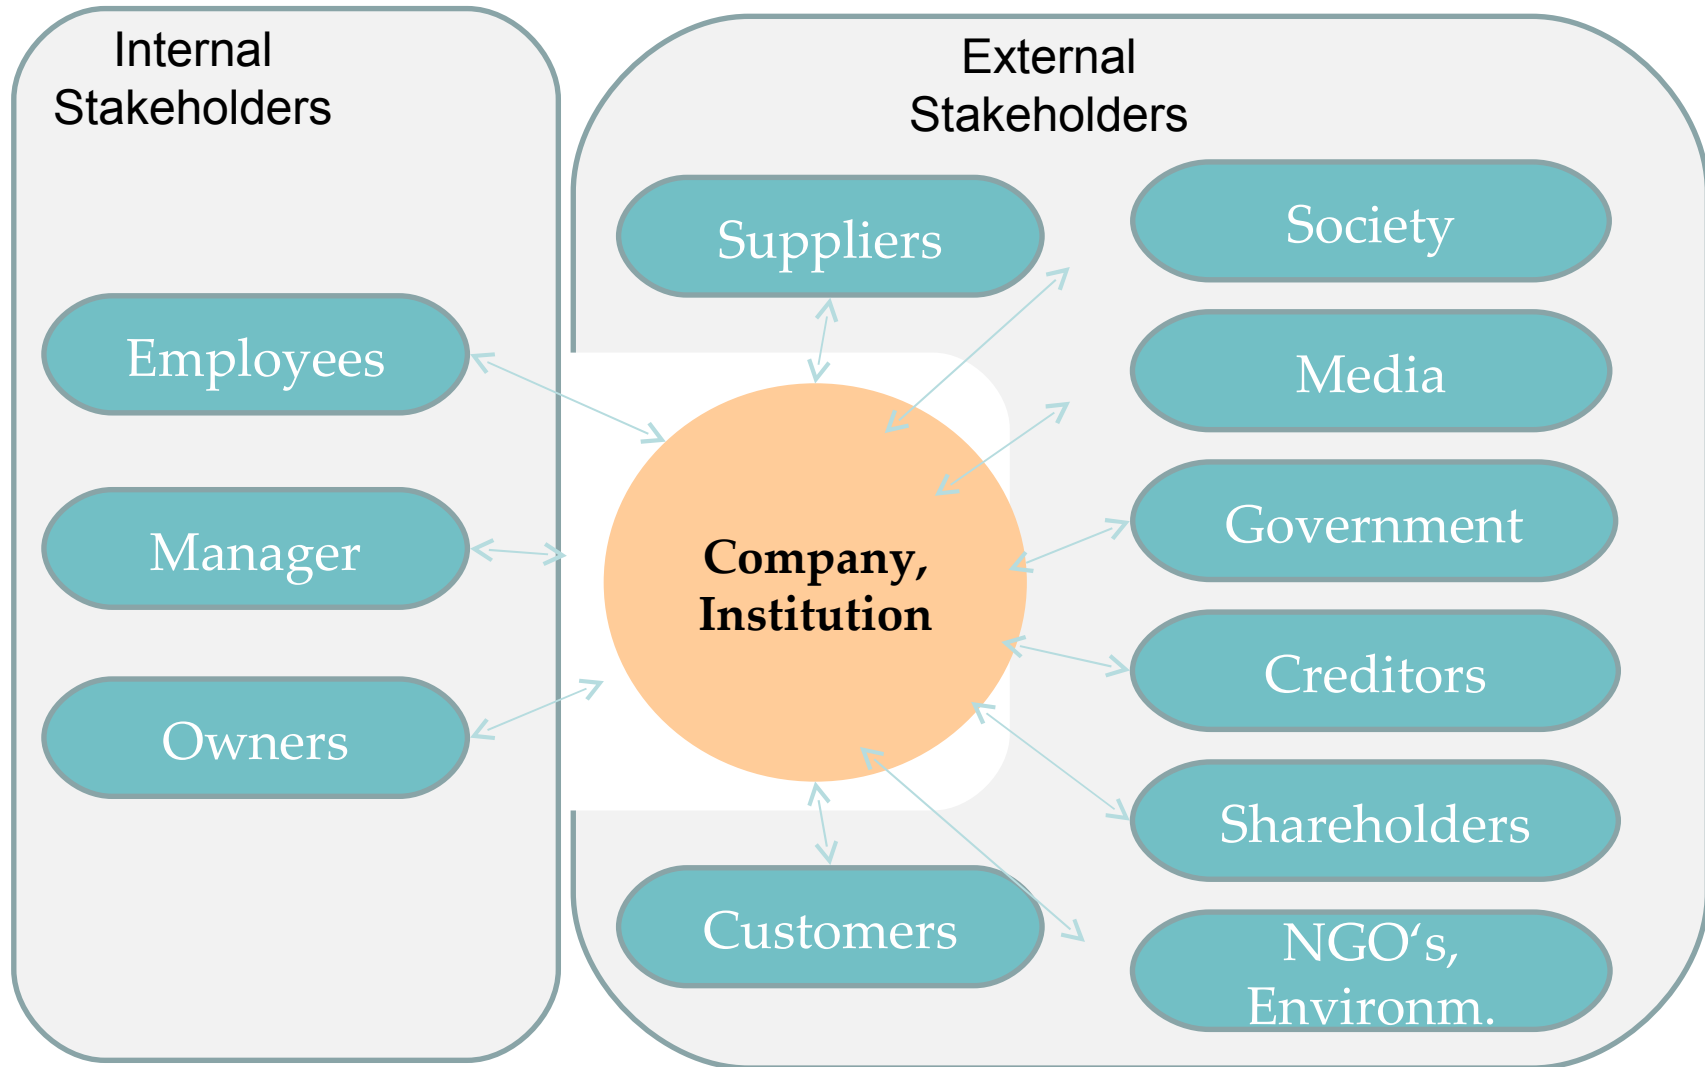 Internal
Stakeholders
Employees
Manager
Owners
External
Stakeholders
Suppliers
Company,
Institution
Customers
Society
Media
Government
Creditors
Shareholders
NGO‘s,
Environm.